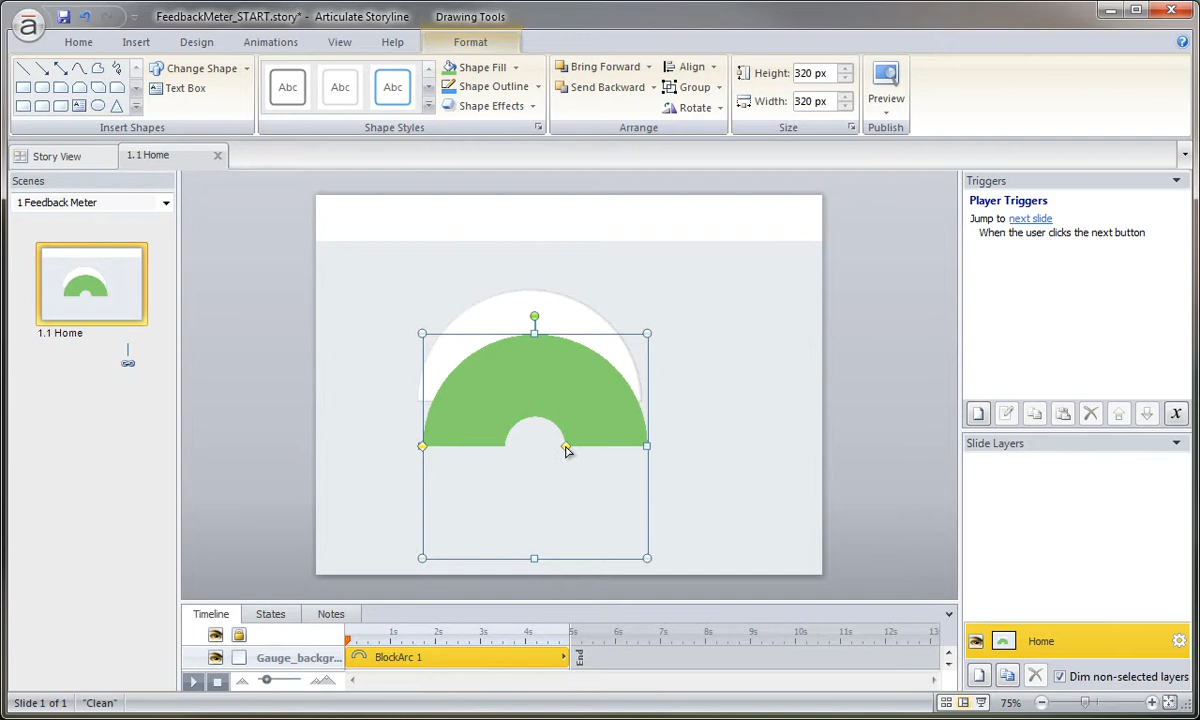 FeedbackMeter_START.story* - Articulate Storyline
Drawing Tools
Home
Insert
Design
Animations
View
Help
Format
Change Shape
Text Box
Insert Shapes
Abc
Abc
Abc
Shape Fill
Shape Outline
Shape Effects
Shape Styles
Bring Forward
Send Backward
Align
Group
Rotate
Arrange
Height: 320 px
Width: 320 px
Size
Preview
Publish
Story View
1.1 Home
Scenes
1 Feedback Meter
1.1 Home
Triggers
Player Triggers
Jump to next slide
When the user clicks the next button
Slide Layers
Home
Dim non-selected layers
Timeline
States
Notes
1s 2s 3s 4s 5s 6s 7s 8s 9s 10s 11s 12s 13
Gauge_backgr...
BlockArc 1
End
Slide 1 of 1
"Clean"
75%